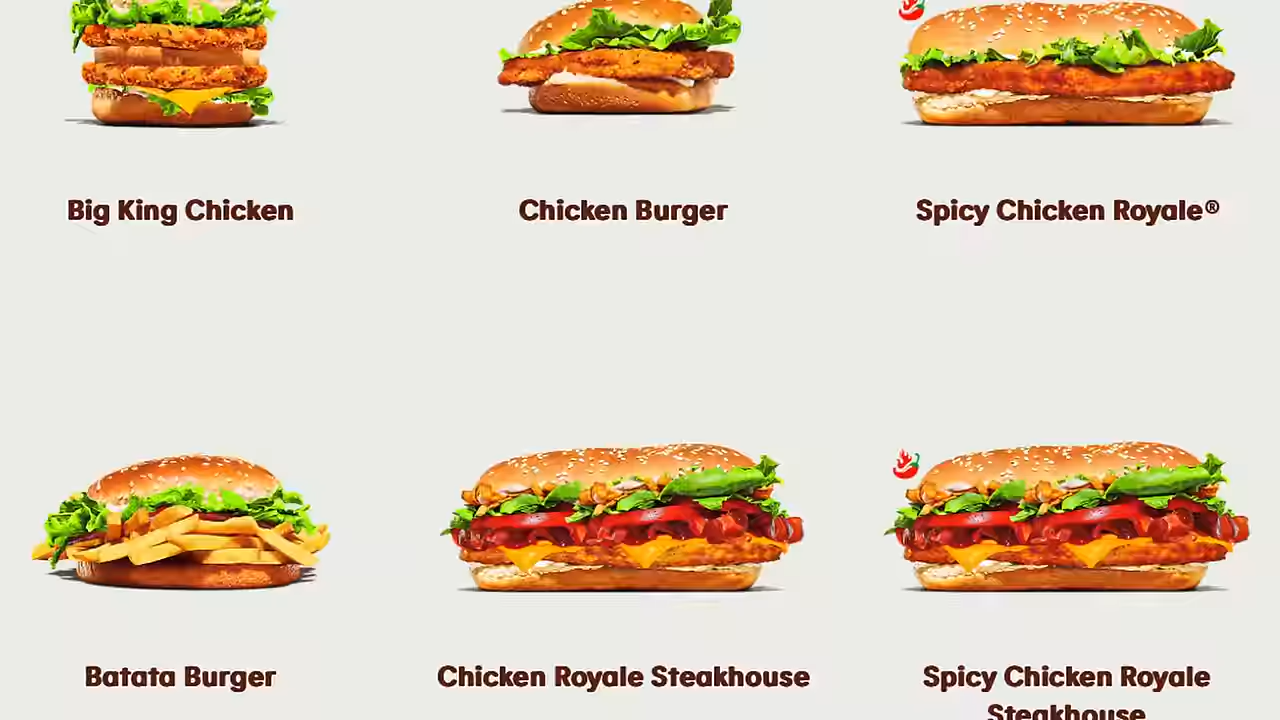 Big King Chicken
Chicken Burger
Spicy Chicken Royale®
Batata Burger
Chicken Royale Steakhouse
Spicy Chicken Royale
Steakhouse